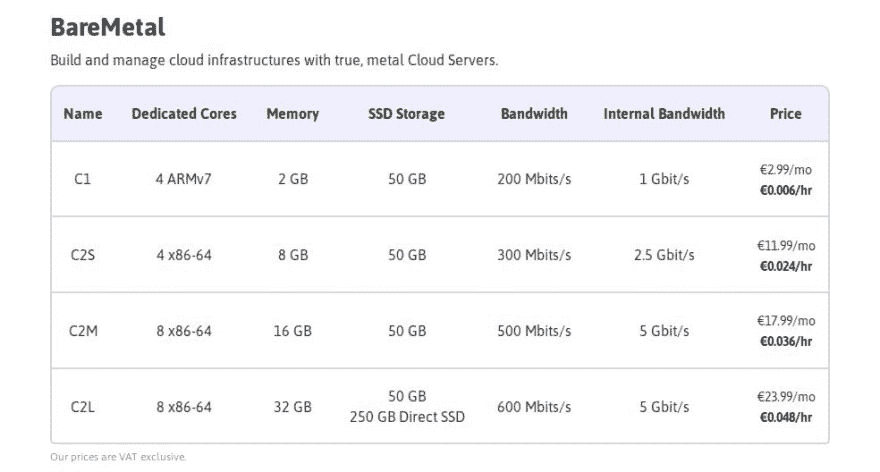 BareMetal
Build and manage cloud infrastructures with true, metal Cloud Servers.
Name Dedicated Cores Memory SSD Storage Bandwidth Internal Bandwidth Price
C1 4 ARMv7 2 GB 50 GB 200 Mbits/s 1 Gbit/s €2.99/mo
€0.006/hr
C2S 4 x86-64 8 GB 50 GB 300 Mbits/s 2.5 Gbit/s €11.99/mo
€0.024/hr
C2M 8 x86-64 16 GB 50 GB 500 Mbits/s 5 Gbit/s €17.99/mo
€0.036/hr
C2L 8 x86-64 32 GB 50 GB 600 Mbits/s 5 Gbit/s €23.99/mo
250 GB Direct SSD €0.048/hr
Our prices are VAT exclusive.